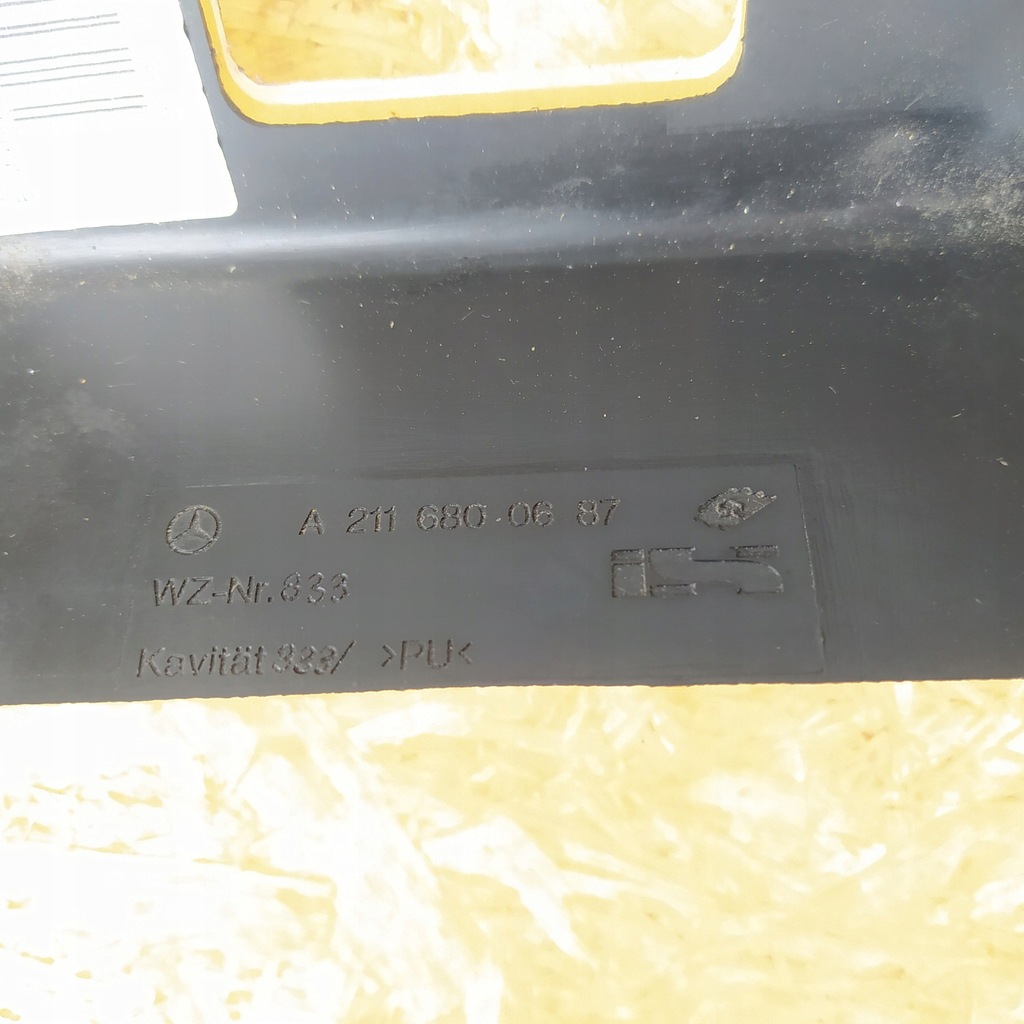 A 211 680 06 87
WZ-Nr. 833
Kavität 333/ >PU<